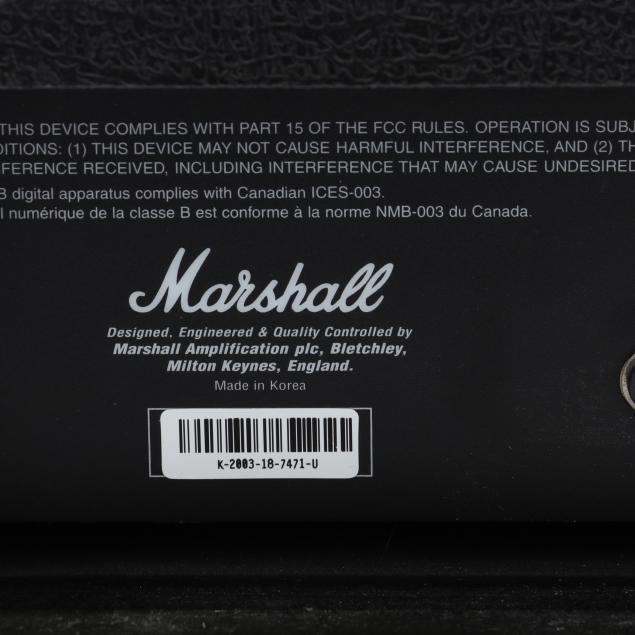 THIS DEVICE COMPLIES WITH PART 15 OF THE FCC RULES. OPERATION IS SUBJ
DITIONS: (1) THIS DEVICE MAY NOT CAUSE HARMFUL INTERFERENCE, AND (2) TH
FERENCE RECEIVED, INCLUDING INTERFERENCE THAT MAY CAUSE UNDESIRED
B digital apparatus complies with Canadian ICES-003.
l numérique de la classe B est conforme à la norme NMB-003 du Canada.
Marshall
Designed, Engineered & Quality Controlled by
Marshall Amplification plc, Bletchley,
Milton Keynes, England.
Made in Korea
K-2003-18-7471-U